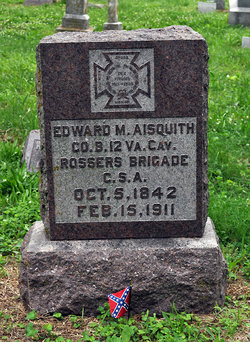 EDWARD M. AISQUITH
CO. B. 12 VA. CAV.
ROSSERS BRIGADE
C. S. A.
OCT. 5, 1842
FEB. 15, 1911